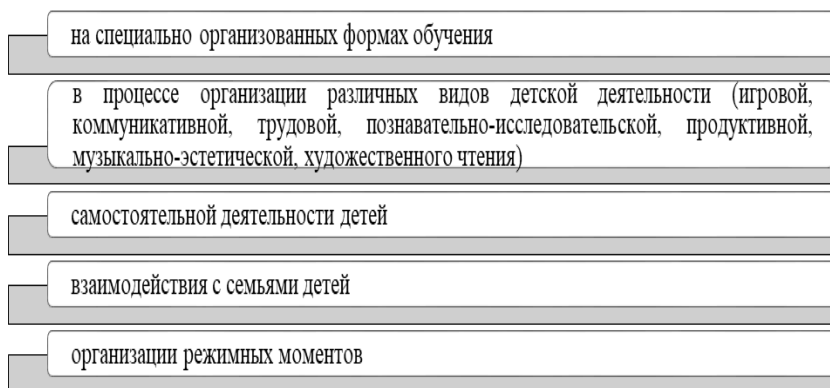 на специально организованных формах обучения
в процессе организации различных видов детской деятельности (игровой,
коммуникативной, трудовой, познавательно-исследовательской, продуктивной,
музыкально-эстетической, художественного чтения)
самостоятельной деятельности детей
взаимодействия с семьями детей
организации режимных моментов